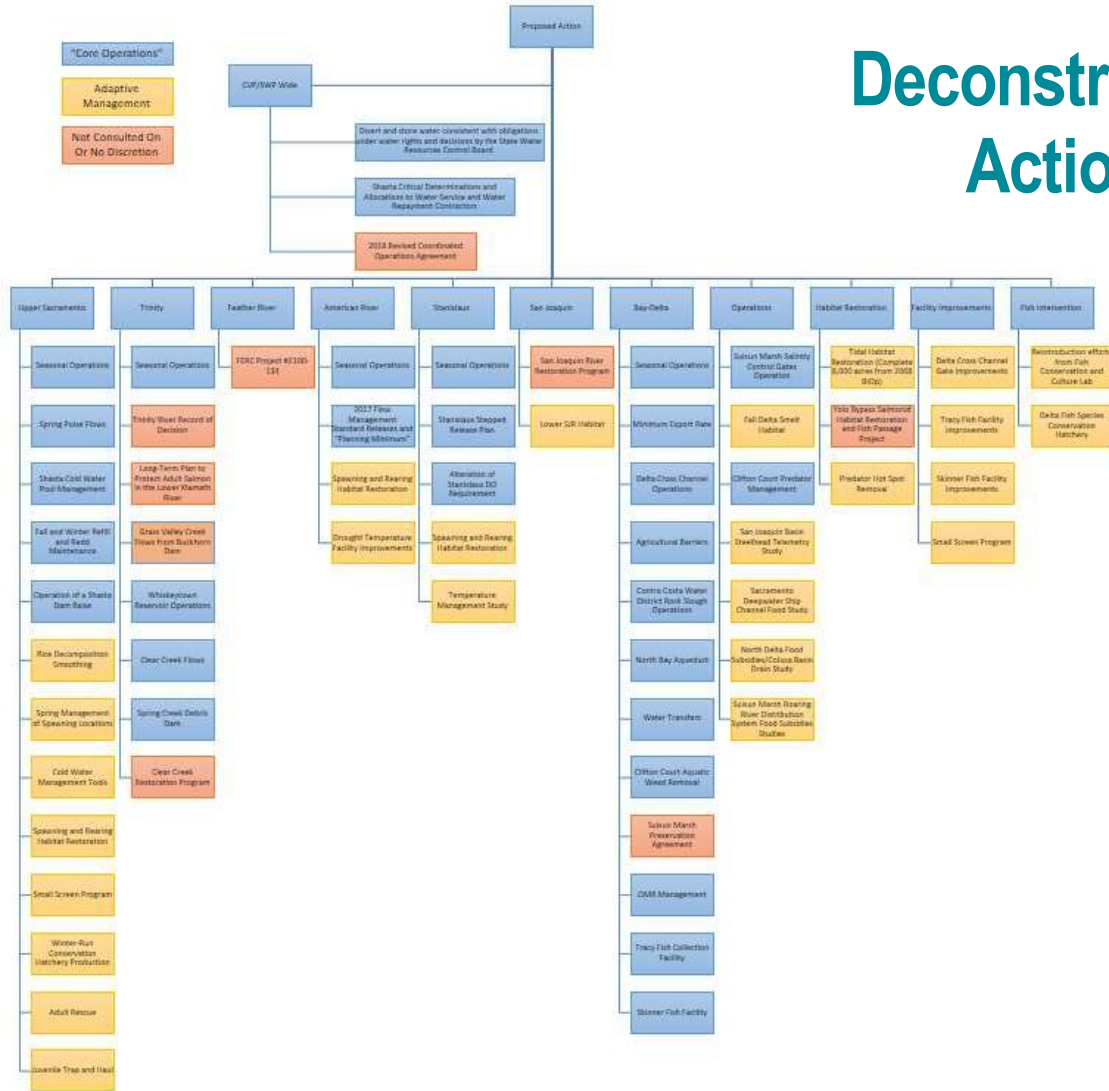 Proposed Action
Deconstr
Actio
"Core Operations"
Adaptive
Management
Not Consulted On
Or No Discretion
CVP/SWP Wide
Divert and store water consistent with obligations
under water rights and decisions by the State Water
Resources Control Board
Shasta Critical Determinations and
Allocations to Water Service and Water
Repayment Contractors
2018 Revised Coordinated
Operations Agreement
Upper Sacramento
Seasonal Operations
Spring Pulse Flows
Shasta Cold Water
Pool Management
Fall and Winter Refill
and Redd
Maintenance
Operation of a Shasta
Dam Raise
Rice Decomposition
Smoothing
Spring Management
of Spawning Locations
Cold Water
Management Tools
Spawning and Rearing
Habitat Restoration
Small Screen Program
Winter-Run
Conservation
Hatchery Production
Adult Rescue
Juvenile Trap and Haul
Trinity
Seasonal Operations
Trinity River Record of
Decision
Long-Term Plan to
Protect Adult Salmon
in the Lower Klamath
River
Grass Valley Creek
Flows from Buckhorn
Dam
Whiskeytown
Reservoir Operations
Clear Creek Flows
Spring Creek Debris
Dam
Clear Creek
Restoration Program
Feather River
FERC Project #2100-
134
American River
Seasonal Operations
2017 Flow
Management
Standard Releases and
"Planning Minimum"
Spawning and Rearing
Habitat Restoration
Drought Temperature
Facility Improvements
Stanislaus
Seasonal Operations
Stanislaus Stepped
Release Plan
Alteration of
Stanislaus DO
Requirement
Spawning and Rearing
Habitat Restoration
Temperature
Management Study
San Joaquin
San Joaquin River
Restoration Program
Lower SJR Habitat
Bay-Delta
Seasonal Operations
Minimum Export Rate
Delta Cross Channel
Operations
Agricultural Barriers
Contra Costa Water
District Rock Slough
Operations
North Bay Aqueduct
Water Transfers
Clifton Court Aquatic
Weed Removal
Suisun Marsh
Preservation
Agreement
OMR Management
Tracy Fish Collection
Facility
Skinner Fish Facility
Operations
Suisun Marsh Salinity
Control Gates
Operation
Fall Delta Smelt
Habitat
Clifton Court Predator
Management
San Joaquin Basin
Steelhead Telemetry
Study
Sacramento
Deepwater Ship
Channel Food Study
North Delta Food
Subsidies/Colusa Basin
Drain Study
Suisun Marsh Roaring
River Distribution
System Food Subsidies
Studies
Habitat Restoration
Tidal Habitat
Restoration (Complete
8,000 acres from 2008
BiOp)
Yolo Bypass Salmonid
Habitat Restoration
and Fish Passage
Project
Predator Hot Spot
Removal
Facility Improvements
Delta Cross Channel
Gate Improvements
Tracy Fish Facility
Improvements
Skinner Fish Facility
Improvements
Small Screen Program
Fish Intervention
Reintroduction efforts
from Fish
Conservation and
Culture Lab
Delta Fish Species
Conservation
Hatchery